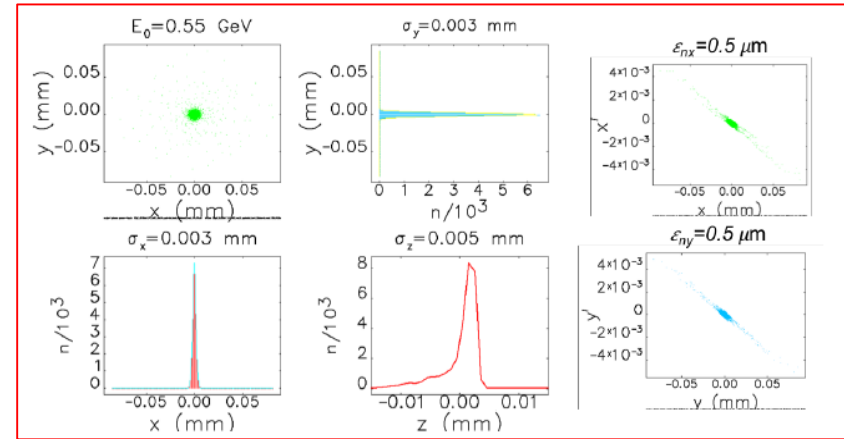 E₀=0.55 GeV
y (mm)
0.05
0.00
−0.05
−0.05 0.00 0.05
x (mm)
σy=0.003 mm
y (mm)
0.05
0.00
−0.05
0 1 2 3 4 5 6
n/10³
εnx=0.5 μm
x'
4×10⁻³
2×10⁻³
0
−2×10⁻³
−4×10⁻³
−0.05 0.00 0.05
x (mm)
σx=0.003 mm
n/10³
7
6
5
4
3
2
1
0
−0.05 0.00 0.05
x (mm)
σz=0.005 mm
n/10³
8
6
4
2
0
−0.01 0.00 0.01
z (mm)
εny=0.5 μm
y'
4×10⁻³
2×10⁻³
0
−2×10⁻³
−4×10⁻³
−0.05 0.00 0.05
y (mm)